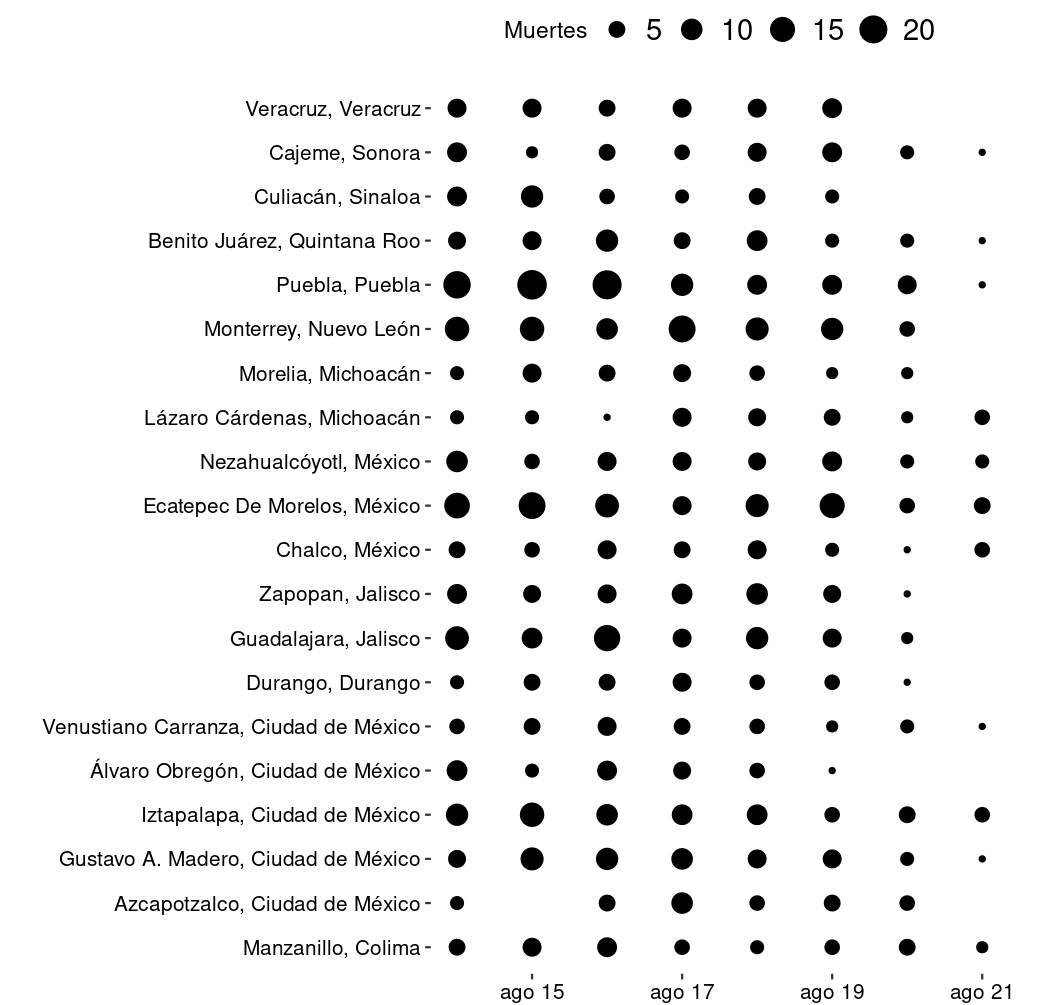 Muertes 5 10 15 20
Veracruz, Veracruz
Cajeme, Sonora
Culiacán, Sinaloa
Benito Juárez, Quintana Roo
Puebla, Puebla
Monterrey, Nuevo León
Morelia, Michoacán
Lázaro Cárdenas, Michoacán
Nezahualcóyotl, México
Ecatepec De Morelos, México
Chalco, México
Zapopan, Jalisco
Guadalajara, Jalisco
Durango, Durango
Venustiano Carranza, Ciudad de México
Álvaro Obregón, Ciudad de México
Iztapalapa, Ciudad de México
Gustavo A. Madero, Ciudad de México
Azcapotzalco, Ciudad de México
Manzanillo, Colima
ago 15 ago 17 ago 19 ago 21